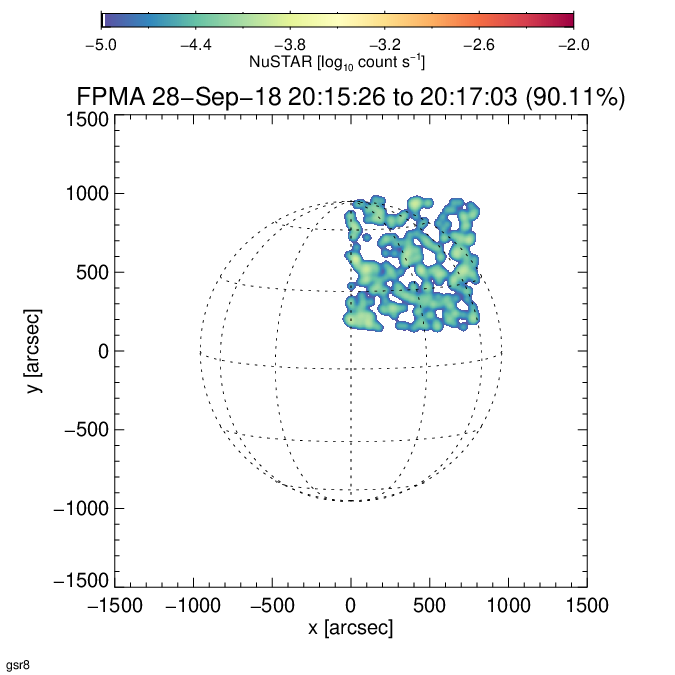 −5.0 −4.4 −3.8 −3.2 −2.6 −2.0
NuSTAR [log10 count s−1]
FPMA 28−Sep−18 20:15:26 to 20:17:03 (90.11%)
1500
1000
500
0
−500
−1000
−1500
y [arcsec]
−1500 −1000 −500 0 500 1000 1500
x [arcsec]
gsr8